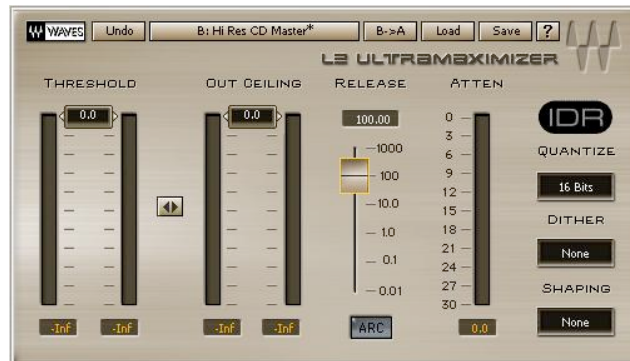 WAVES Undo B: Hi Res CD Master* B->A Load Save ?
L2 ULTRAMAXIMIZER
THRESHOLD OUT CEILING RELEASE ATTEN
0.0 0.0 100.00 0 IDR
3
1000 6 QUANTIZE
100 9
12 16 Bits
10.0 15
18 DITHER
1.0 21
0.1 24 None
27 SHAPING
0.01 30
-Inf -Inf -Inf -Inf ARC 0.0 None